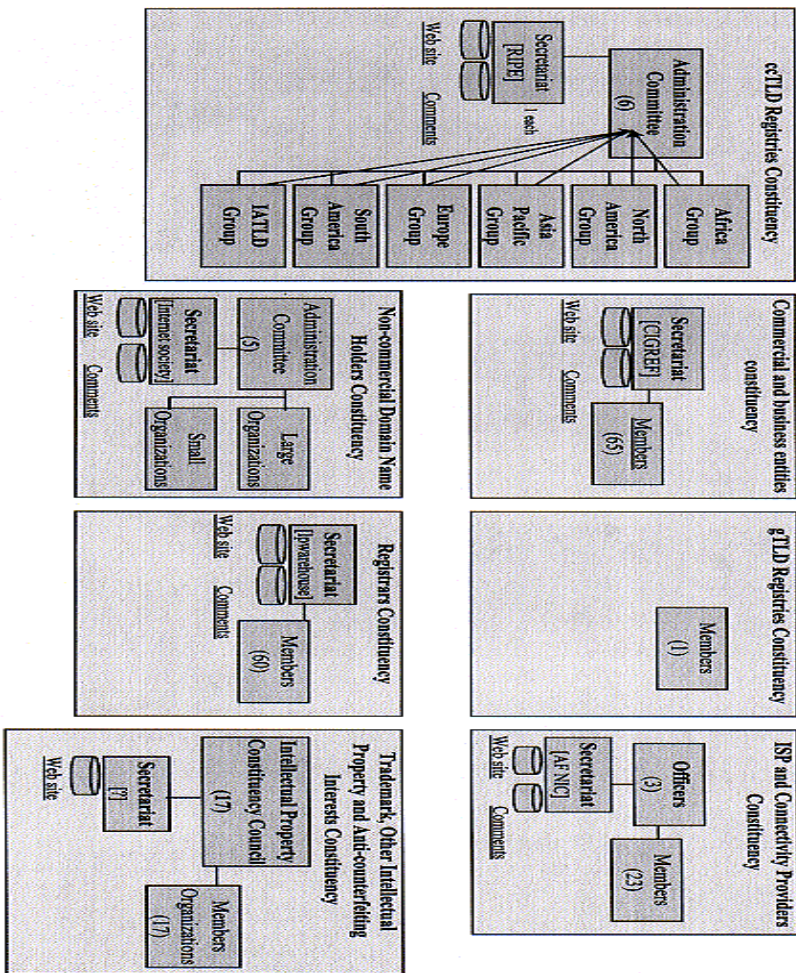 ccTLD Registries Constituency
Administration
Committee
(6)
Secretariat
[RIPE]
1 each
Web site
Comments
Africa
Group
North
America
Group
Asia
Pacific
Group
Europe
Group
South
America
Group
IATLD
Group
Commercial and business entities
constituency
Secretariat
[CIGREF]
Members
(65)
Web site
Comments
gTLD Registries Constituency
Members
(1)
ISP and Connectivity Providers
Constituency
Officers
(3)
Secretariat
[AFNIC]
Members
(23)
Web site
Comments
Non-commercial Domain Name
Holders Constituency
Administration
Committee
(5)
Secretariat
[Internet society]
Large
Organizations
Small
Organizations
Web site
Comments
Registrars Constituency
Secretariat
[Ipwarehouse]
Members
(60)
Web site
Comments
Trademark, Other Intellectual
Property and Anti-counterfeiting
Interests Constituency
Intellectual Property
Constituency Council
(17)
Secretariat
[?]
Members
Organizations
(17)
Web site